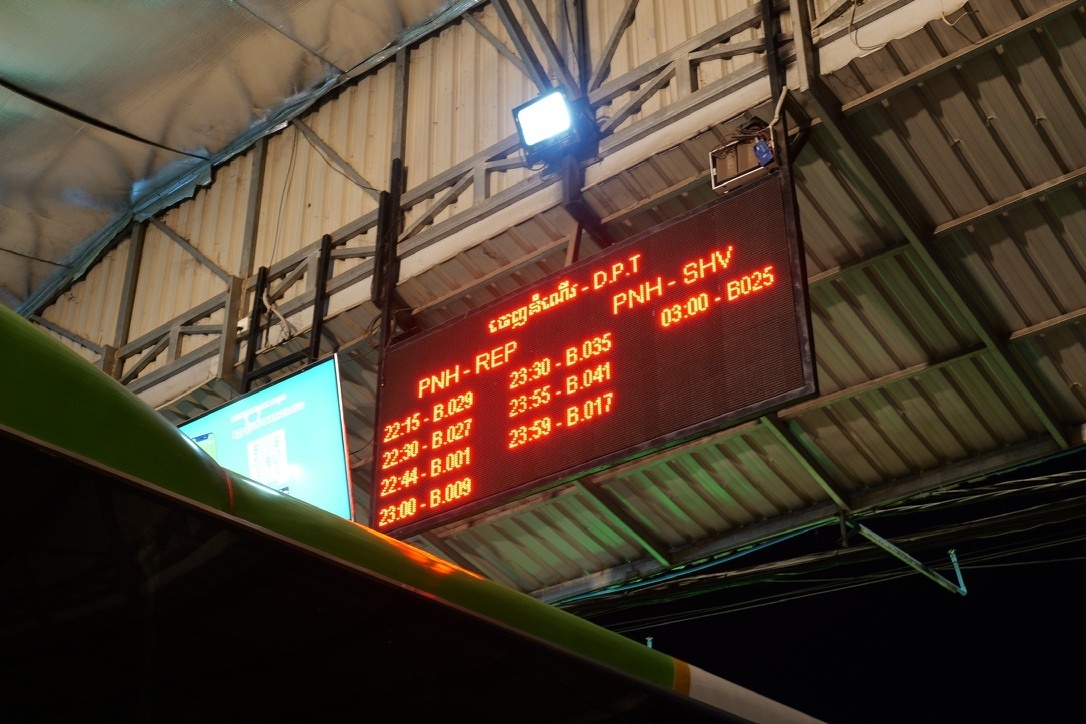 ចេញដំណើរ - D.P.T
PNH - REP
22:15 - B.029
22:30 - B.027
22:44 - B.001
23:00 - B.009
23:30 - B.035
23:55 - B.041
23:59 - B.017
PNH - SHV
03:00 - B025